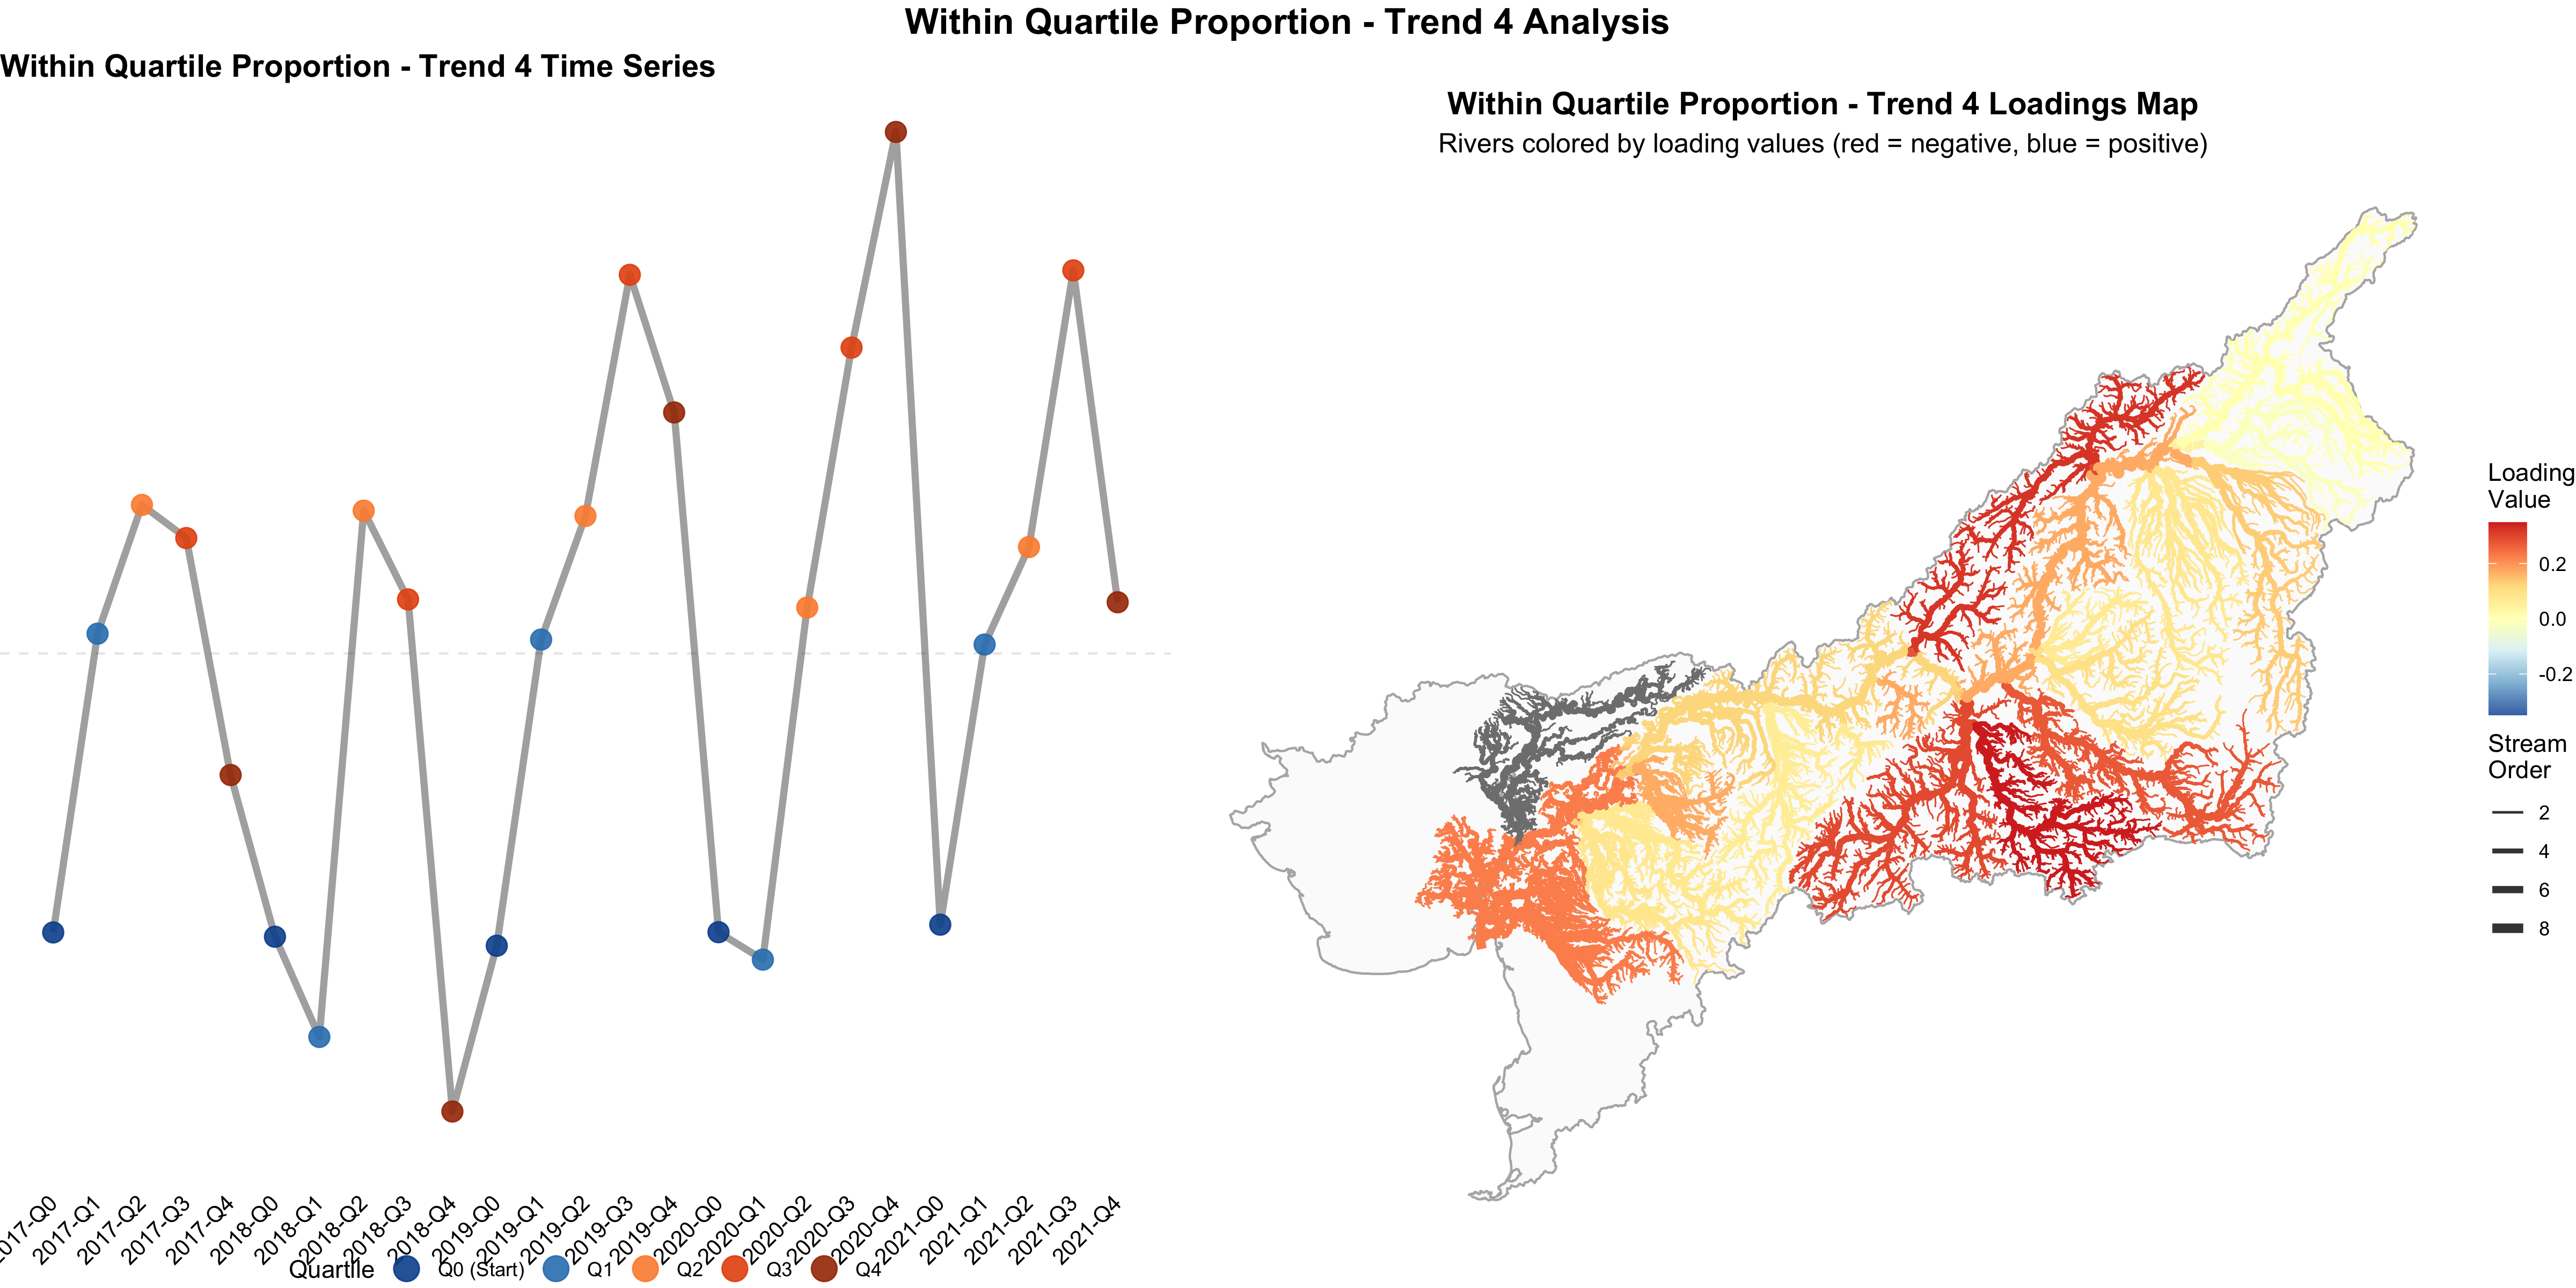 Within Quartile Proportion - Trend 4 Analysis
Within Quartile Proportion - Trend 4 Time Series
2017-Q0
2017-Q1
2017-Q2
2017-Q3
2017-Q4
2018-Q0
2018-Q1
2018-Q2
2018-Q3
2018-Q4
2019-Q0
2019-Q1
2019-Q2
2019-Q3
2019-Q4
2020-Q0
2020-Q1
2020-Q2
2020-Q3
2020-Q4
2021-Q0
2021-Q1
2021-Q2
2021-Q3
2021-Q4
Quartile Q0 (Start) Q1 Q2 Q3 Q4
Within Quartile Proportion - Trend 4 Loadings Map
Rivers colored by loading values (red = negative, blue = positive)
Loading
Value
0.2
0.0
-0.2
Stream
Order
2
4
6
8